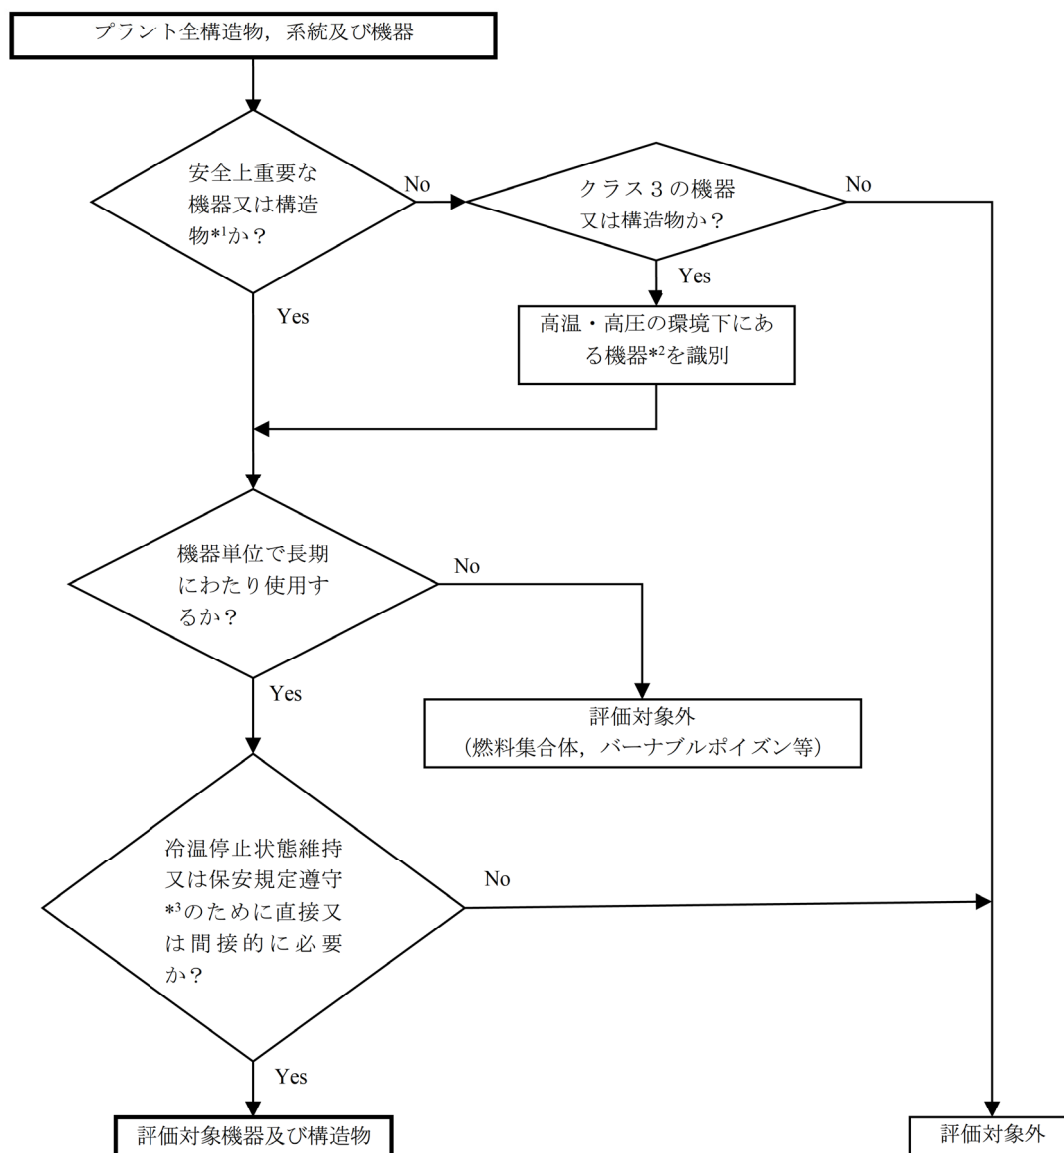 プラント全構造物，系統及び機器
安全上重要な
機器又は構造
物*1か？
No
クラス３の機器
又は構造物か？
No
Yes
Yes
高温・高圧の環境下にあ
る機器*2を識別
機器単位で長期
にわたり使用す
るか？
No
Yes
評価対象外
（燃料集合体，バーナブルポイズン等）
冷温停止状態維持
又は保安規定遵守
*3のために直接又
は間接的に必要
か？
No
Yes
評価対象機器及び構造物
評価対象外